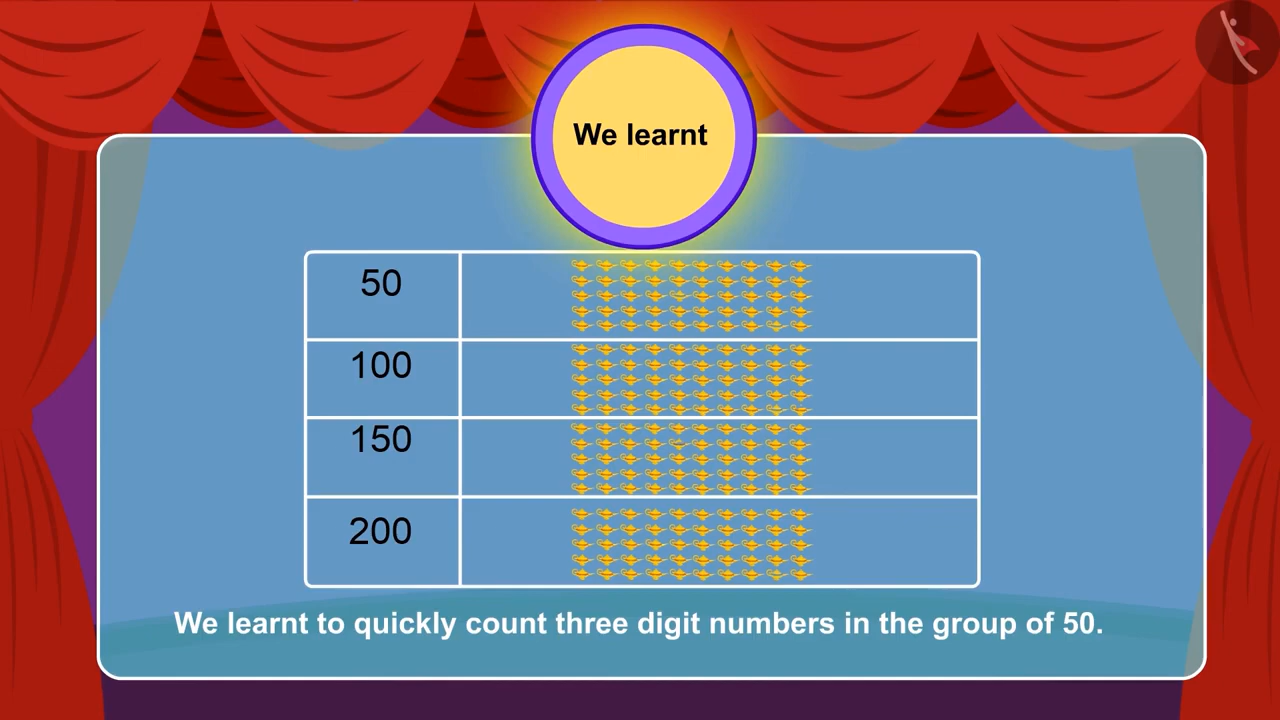 We learnt
50
100
150
200
We learnt to quickly count three digit numbers in the group of 50.